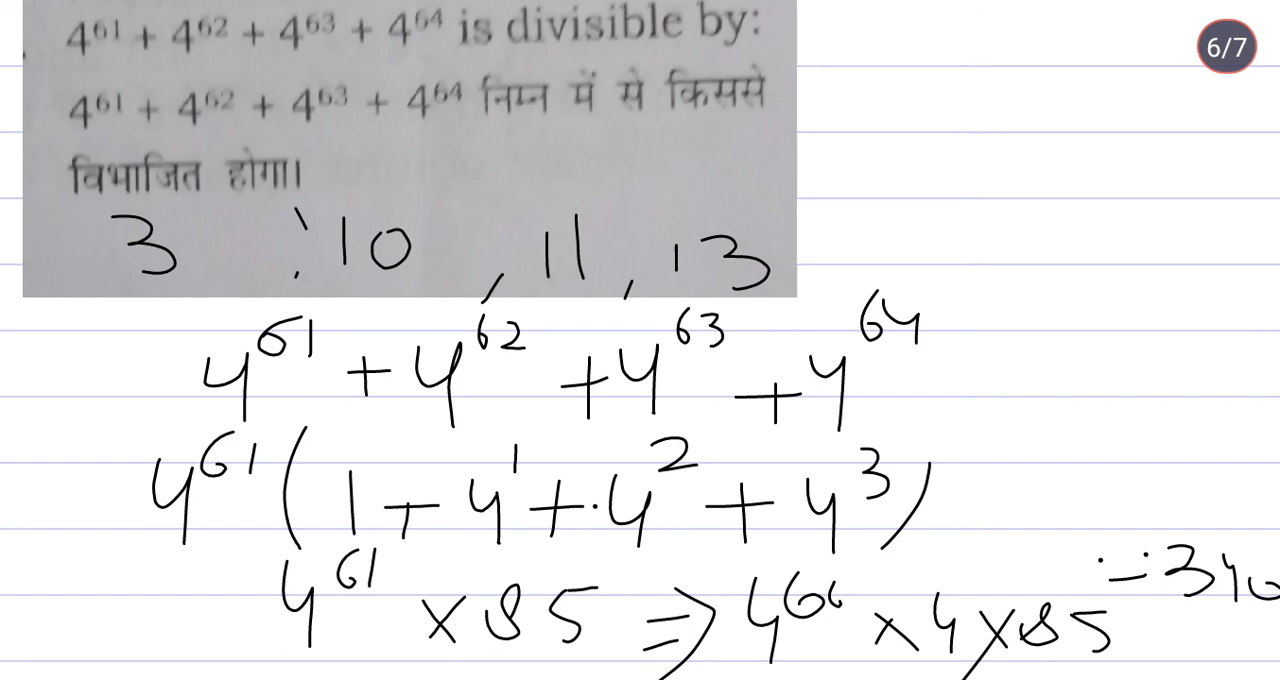 4⁶¹ + 4⁶² + 4⁶³ + 4⁶⁴ is divisible by:
6/7
4⁶¹ + 4⁶² + 4⁶³ + 4⁶⁴ निम्न में से किससे
विभाजित होगा।
3 , 10 , 11 , 13
4⁶¹ + 4⁶² + 4⁶³ + 4⁶⁴
4⁶¹ ( 1 + 4¹ + 4² + 4³ )
4⁶¹ × 85 ⇒ 4⁶⁰ × 4 × 85 = 340